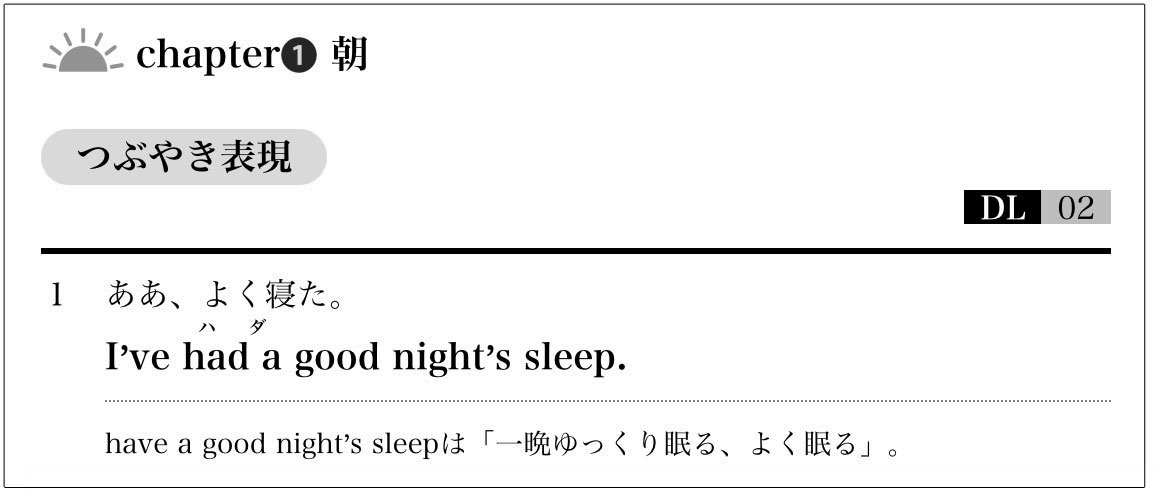 chapter❶ 朝
つぶやき表現
DL 02
1 ああ、よく寝た。
ハ ダ
I’ve had a good night’s sleep.
have a good night’s sleepは「一晩ゆっくり眠る、よく眠る」。